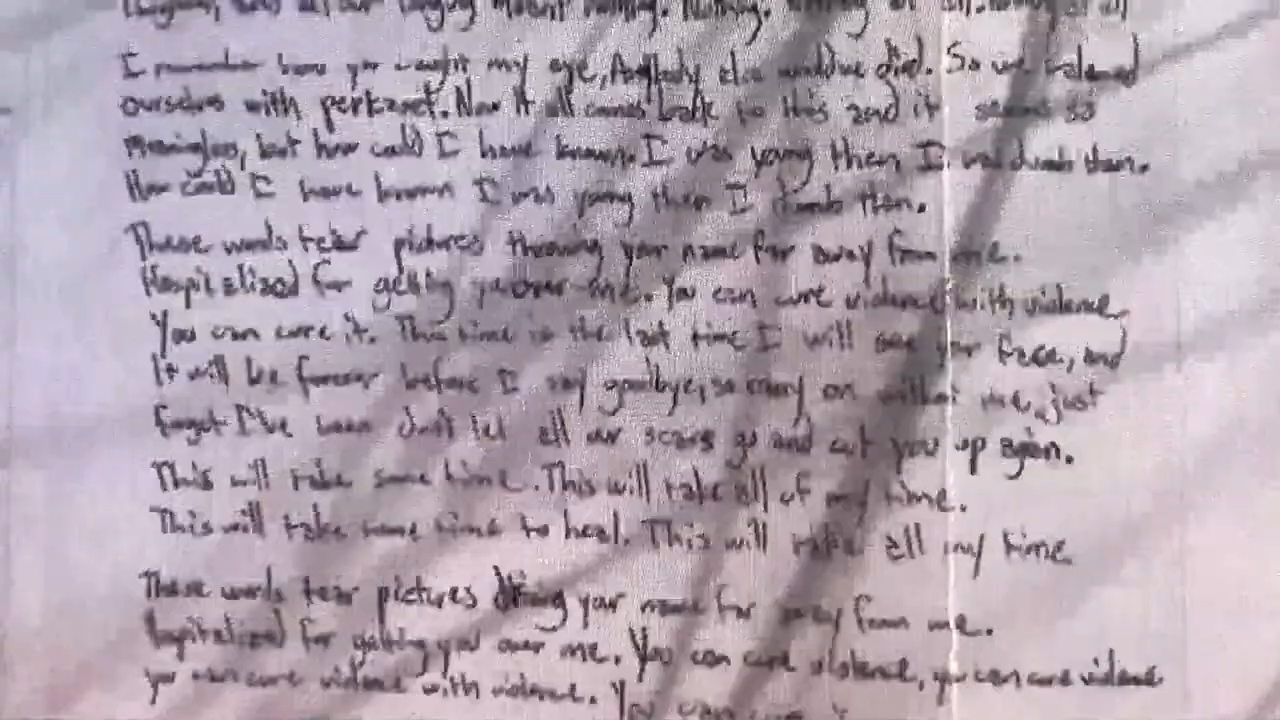 meant nothing. Nothing.
I remember how you caught my eye, Anybody else would've died. So we
ourselves with Now it all comes back to this and it seems so
Meaningless, but how could I have known. I was young then I was dumb then.
How could I have known I was young then I dumb then.
These words tear pictures throwing your name far away from me.
Hospitalized for getting you over me. You can cure violence with violence,
You can cure it. This time is the last time I will see your face, and
It will be forever before I say goodbye, so carry on without me, just
forget I've been don't let all our scars go and cut you up again.
This will take some time. This will take all of my time.
This will take some time to heal. This will take all my time
These words tear pictures your name far away from me.
hospitalized for getting you over me. You can cure violence, you can cure violence
you can cure violence with violence. You can